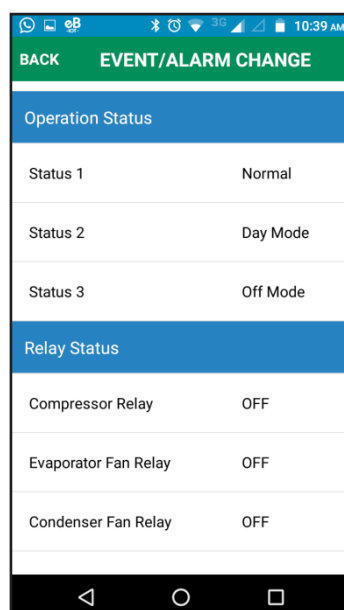 eB 3G 10:39 AM
BACK EVENT/ALARM CHANGE
Operation Status
Status 1 Normal
Status 2 Day Mode
Status 3 Off Mode
Relay Status
Compressor Relay OFF
Evaporator Fan Relay OFF
Condenser Fan Relay OFF